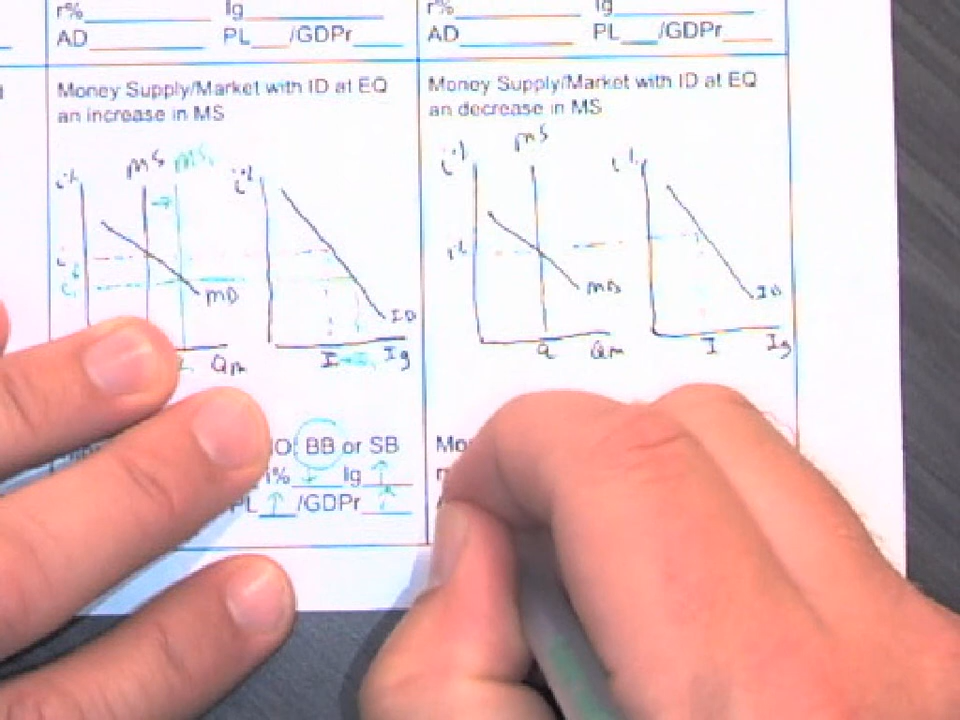 r% Ig
AD PL /GDPr
r% Ig
AD PL /GDPr
Money Supply/Market with ID at EQ
an increase in MS
MS MS₁
i%
i%
MD
Qm
i%
ID
I Ig
O: BB or SB
i% ↓ Ig ↑
PL ↑ /GDPr ↑
Money Supply/Market with ID at EQ
an decrease in MS
MS
i%
i%
MD
Q Qm
i%
ID
I Ig
Mo